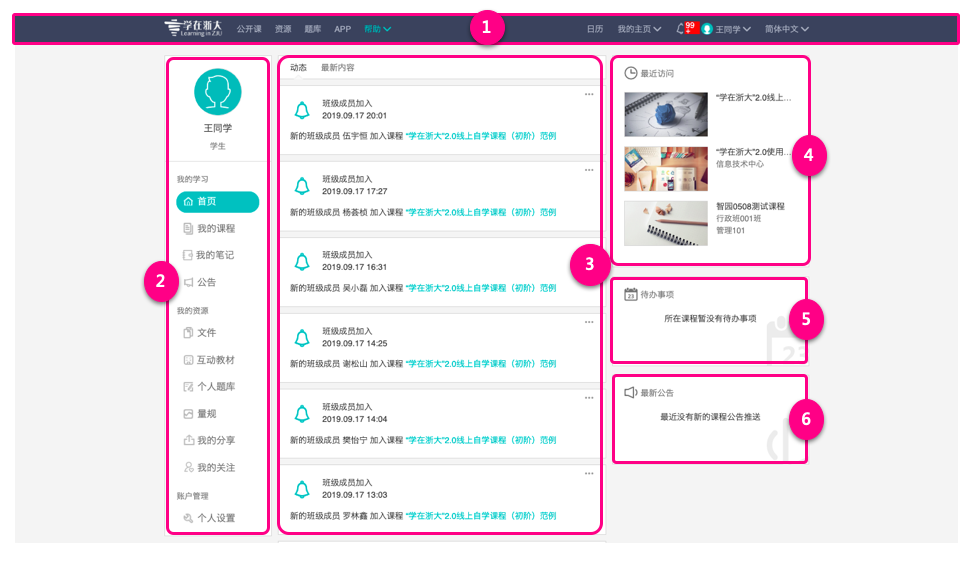 学在浙大
Learning in ZJU
公开课 资源 题库 APP 帮助
1
日历 我的主页 99+ 王同学 简体中文
王同学
学生
我的学习
首页
我的课程
我的笔记
公告
2
我的资源
文件
互动教材
个人题库
量规
我的分享
我的关注
账户管理
个人设置
动态 最新内容
班级成员加入
2019.09.17 20:01
新的班级成员 伍宇恒 加入课程 "学在浙大"2.0线上自学课程（初阶）范例
班级成员加入
2019.09.17 17:27
新的班级成员 杨荟桢 加入课程 "学在浙大"2.0线上自学课程（初阶）范例
班级成员加入
2019.09.17 16:31
新的班级成员 吴小磊 加入课程 "学在浙大"2.0线上自学课程（初阶）范例
3
班级成员加入
2019.09.17 14:25
新的班级成员 谢松山 加入课程 "学在浙大"2.0线上自学课程（初阶）范例
班级成员加入
2019.09.17 14:04
新的班级成员 樊怡宁 加入课程 "学在浙大"2.0线上自学课程（初阶）范例
班级成员加入
2019.09.17 13:03
新的班级成员 罗林鑫 加入课程 "学在浙大"2.0线上自学课程（初阶）范例
最近访问
"学在浙大"2.0线上...
"学在浙大"2.0使用...
信息技术中心
4
智园0508测试课程
行政班001班
管理101
23 待办事项
所在课程暂没有待办事项
5
23
最新公告
最近没有新的课程公告推送
6